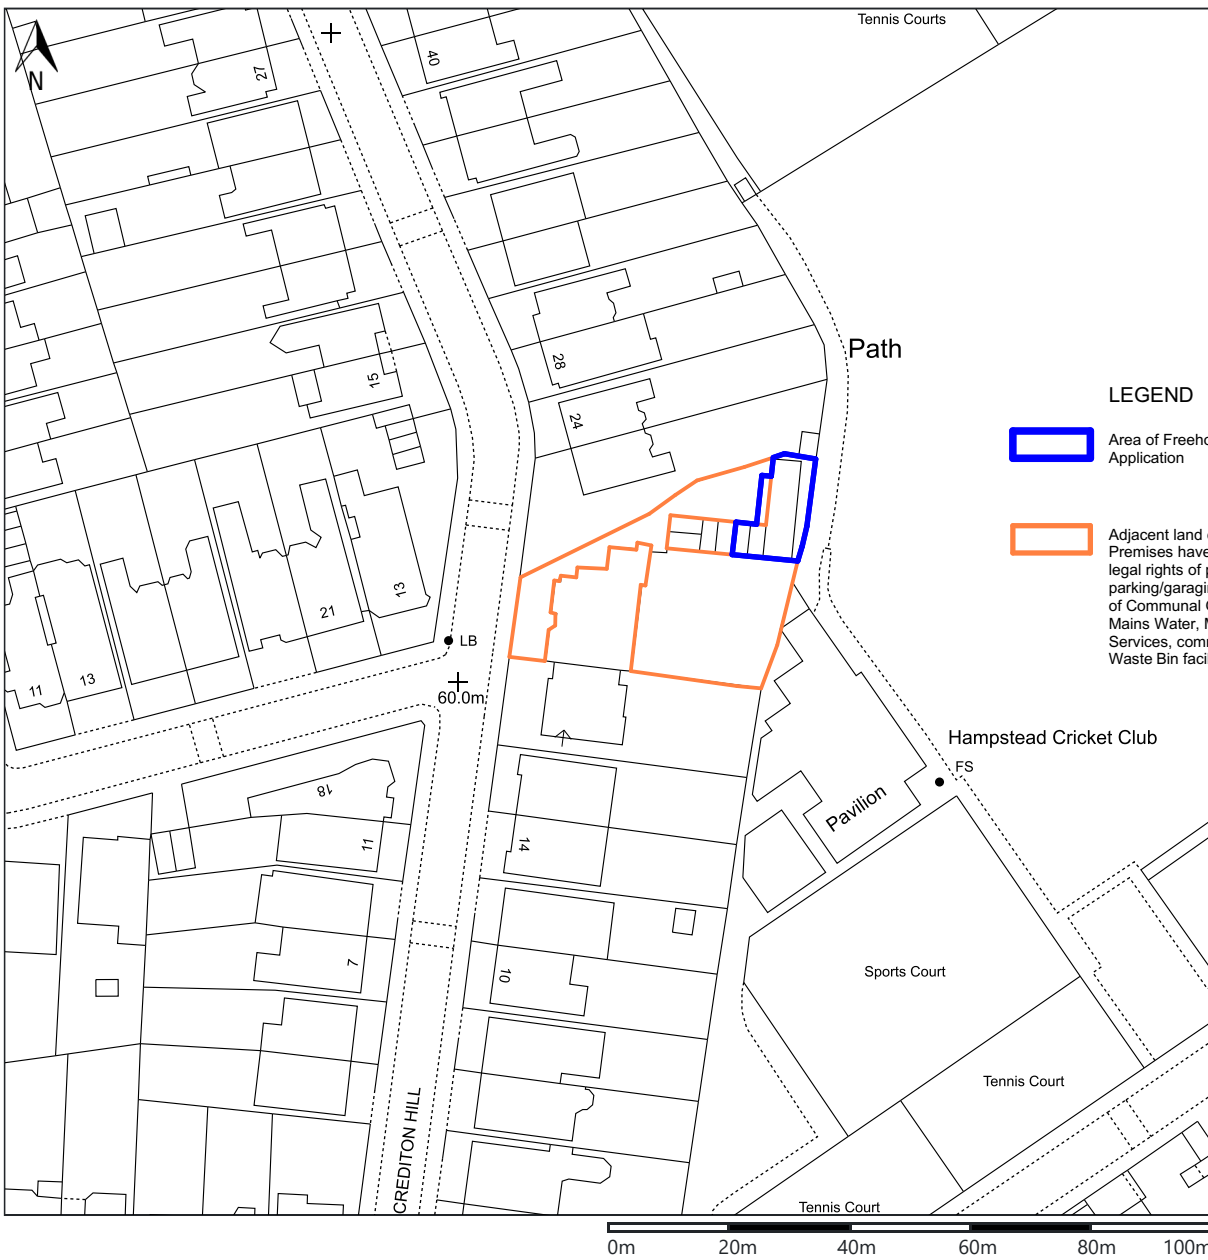 Tennis Courts
N
27
40
Path
28
15
24
LEGEND
Area of Freeho
Application
Adjacent land
Premises have
legal rights of p
parking/garagin
of Communal
Mains Water, M
Services, comm
Waste Bin facil
13
21
LB
11
13
60.0m
Hampstead Cricket Club
FS
18
Pavilion
11
14
7
10
Sports Court
Tennis Court
CREDITON HILL
Tennis Court
0m 20m 40m 60m 80m 100m